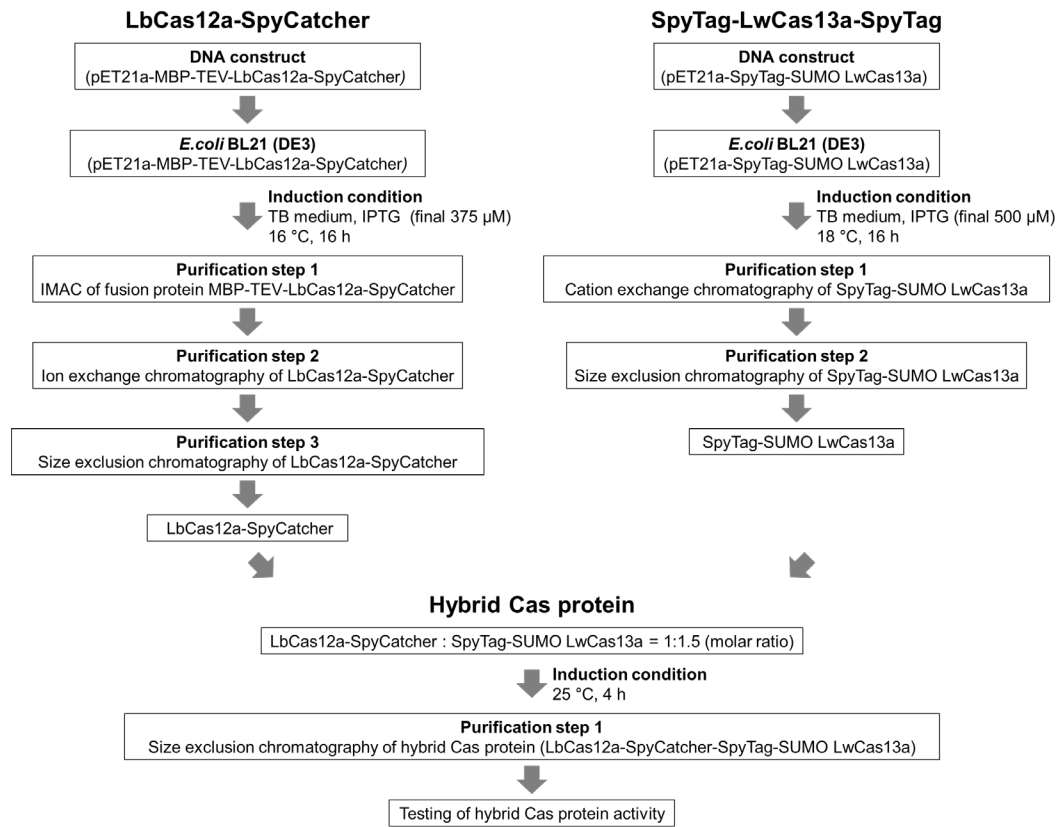 LbCas12a-SpyCatcher
DNA construct
(pET21a-MBP-TEV-LbCas12a-SpyCatcher)
E.coli BL21 (DE3)
(pET21a-MBP-TEV-LbCas12a-SpyCatcher)
Induction condition
TB medium, IPTG (final 375 µM)
16 °C, 16 h
Purification step 1
IMAC of fusion protein MBP-TEV-LbCas12a-SpyCatcher
Purification step 2
Ion exchange chromatography of LbCas12a-SpyCatcher
Purification step 3
Size exclusion chromatography of LbCas12a-SpyCatcher
LbCas12a-SpyCatcher
SpyTag-LwCas13a-SpyTag
DNA construct
(pET21a-SpyTag-SUMO LwCas13a)
E.coli BL21 (DE3)
(pET21a-SpyTag-SUMO LwCas13a)
Induction condition
TB medium, IPTG (final 500 µM)
18 °C, 16 h
Purification step 1
Cation exchange chromatography of SpyTag-SUMO LwCas13a
Purification step 2
Size exclusion chromatography of SpyTag-SUMO LwCas13a
SpyTag-SUMO LwCas13a
Hybrid Cas protein
LbCas12a-SpyCatcher : SpyTag-SUMO LwCas13a = 1:1.5 (molar ratio)
Induction condition
25 °C, 4 h
Purification step 1
Size exclusion chromatography of hybrid Cas protein (LbCas12a-SpyCatcher-SpyTag-SUMO LwCas13a)
Testing of hybrid Cas protein activity